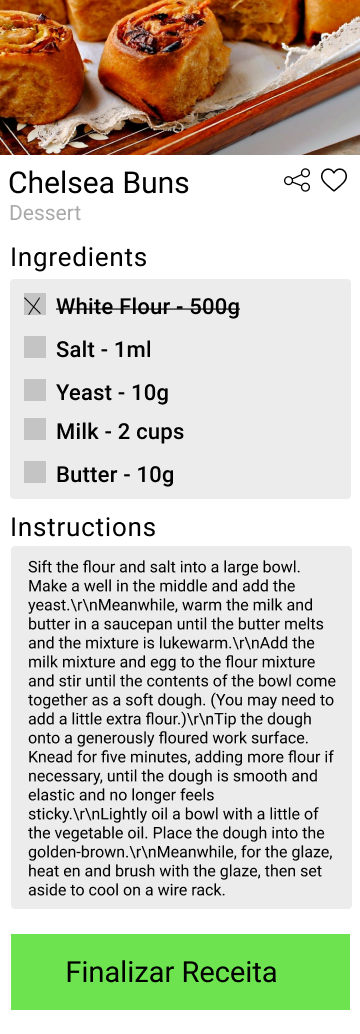 Chelsea Buns
Dessert
Ingredients
White Flour - 500g
Salt - 1ml
Yeast - 10g
Milk - 2 cups
Butter - 10g
Instructions
Sift the flour and salt into a large bowl.
Make a well in the middle and add the
yeast.\r\nMeanwhile, warm the milk and
butter in a saucepan until the butter melts
and the mixture is lukewarm.\r\nAdd the
milk mixture and egg to the flour mixture
and stir until the contents of the bowl come
together as a soft dough. (You may need to
add a little extra flour.)\r\nTip the dough
onto a generously floured work surface.
Knead for five minutes, adding more flour if
necessary, until the dough is smooth and
elastic and no longer feels
sticky.\r\nLightly oil a bowl with a little of
the vegetable oil. Place the dough into the
golden-brown.\r\nMeanwhile, for the glaze,
heat en and brush with the glaze, then set
aside to cool on a wire rack.
Finalizar Receita